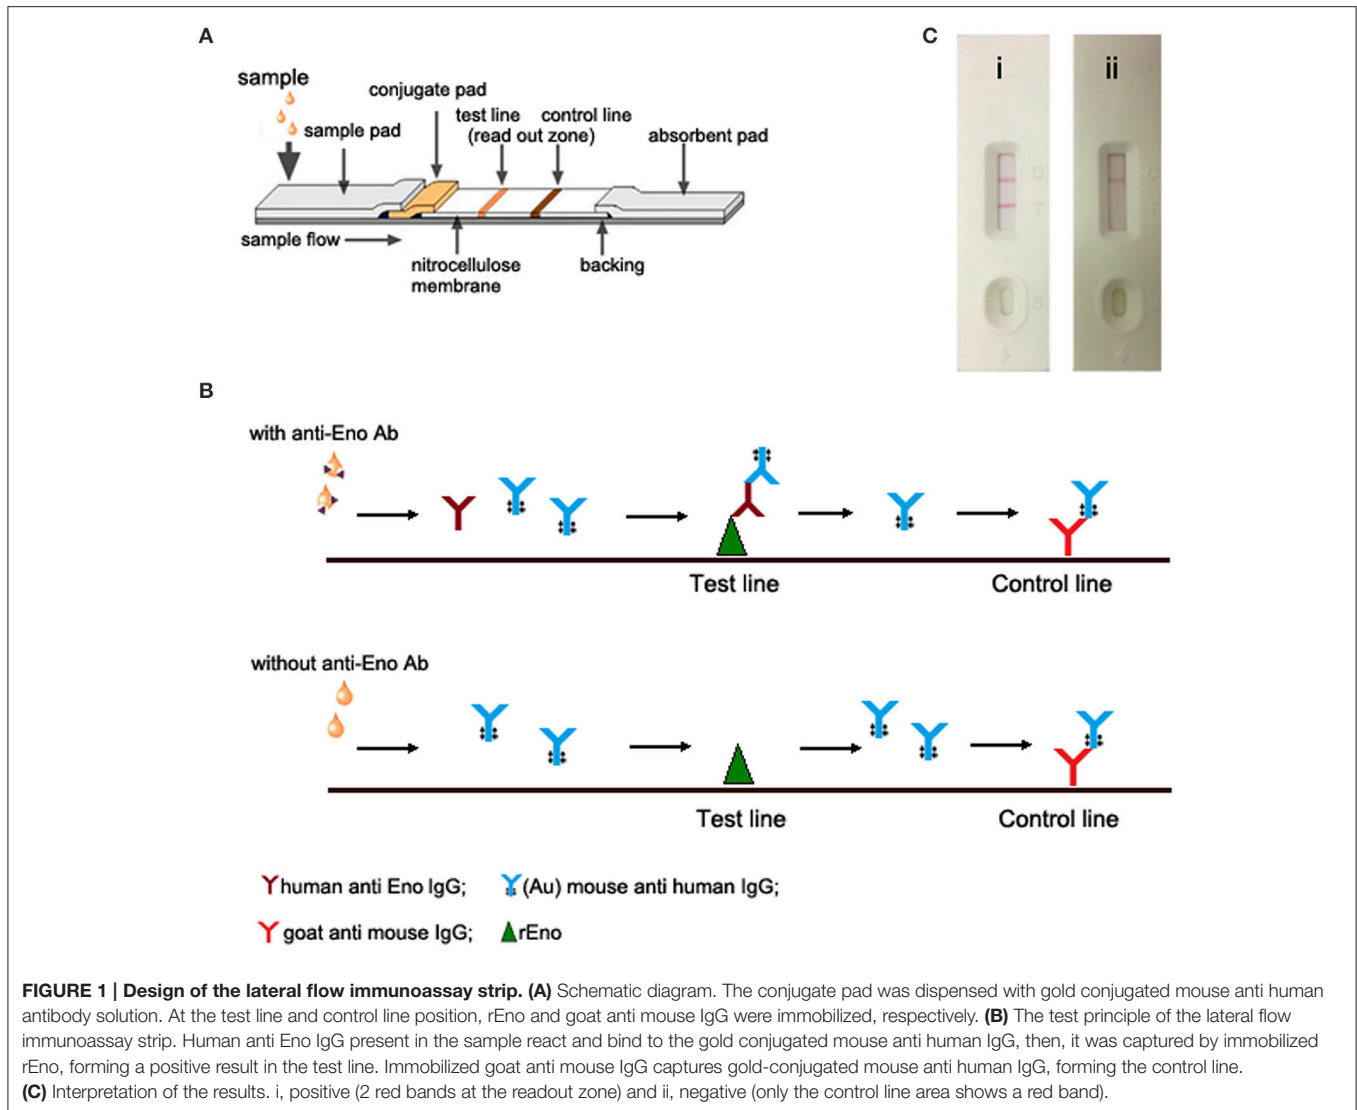 A
sample
sample pad
conjugate pad
test line
(read out zone)
control line
absorbent pad
sample flow
nitrocellulose
membrane
backing
C
i
C
T
S
ii
C
T
B
with anti-Eno Ab
Test line
Control line
without anti-Eno Ab
Test line
Control line
human anti Eno IgG;
(Au) mouse anti human IgG;
goat anti mouse IgG;
rEno
FIGURE 1 | Design of the lateral flow immunoassay strip. (A) Schematic diagram. The conjugate pad was dispensed with gold conjugated mouse anti human
antibody solution. At the test line and control line position, rEno and goat anti mouse IgG were immobilized, respectively. (B) The test principle of the lateral flow
immunoassay strip. Human anti Eno IgG present in the sample react and bind to the gold conjugated mouse anti human IgG, then, it was captured by immobilized
rEno, forming a positive result in the test line. Immobilized goat anti mouse IgG captures gold-conjugated mouse anti human IgG, forming the control line.
(C) Interpretation of the results. i, positive (2 red bands at the readout zone) and ii, negative (only the control line area shows a red band).